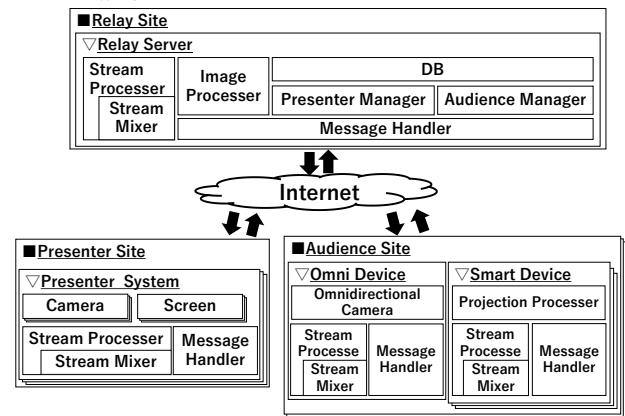 ■Relay Site
▽Relay Server
Stream
Processer
Stream
Mixer
Image
Processer
DB
Presenter Manager
Audience Manager
Message Handler
Internet
■Presenter Site
▽Presenter System
Camera
Screen
Stream Processer
Stream Mixer
Message
Handler
■Audience Site
▽Omni Device
Omnidirectional
Camera
Stream
Processe
Stream
Mixer
Message
Handler
▽Smart Device
Projection Processer
Stream
Processe
Stream
Mixer
Message
Handler